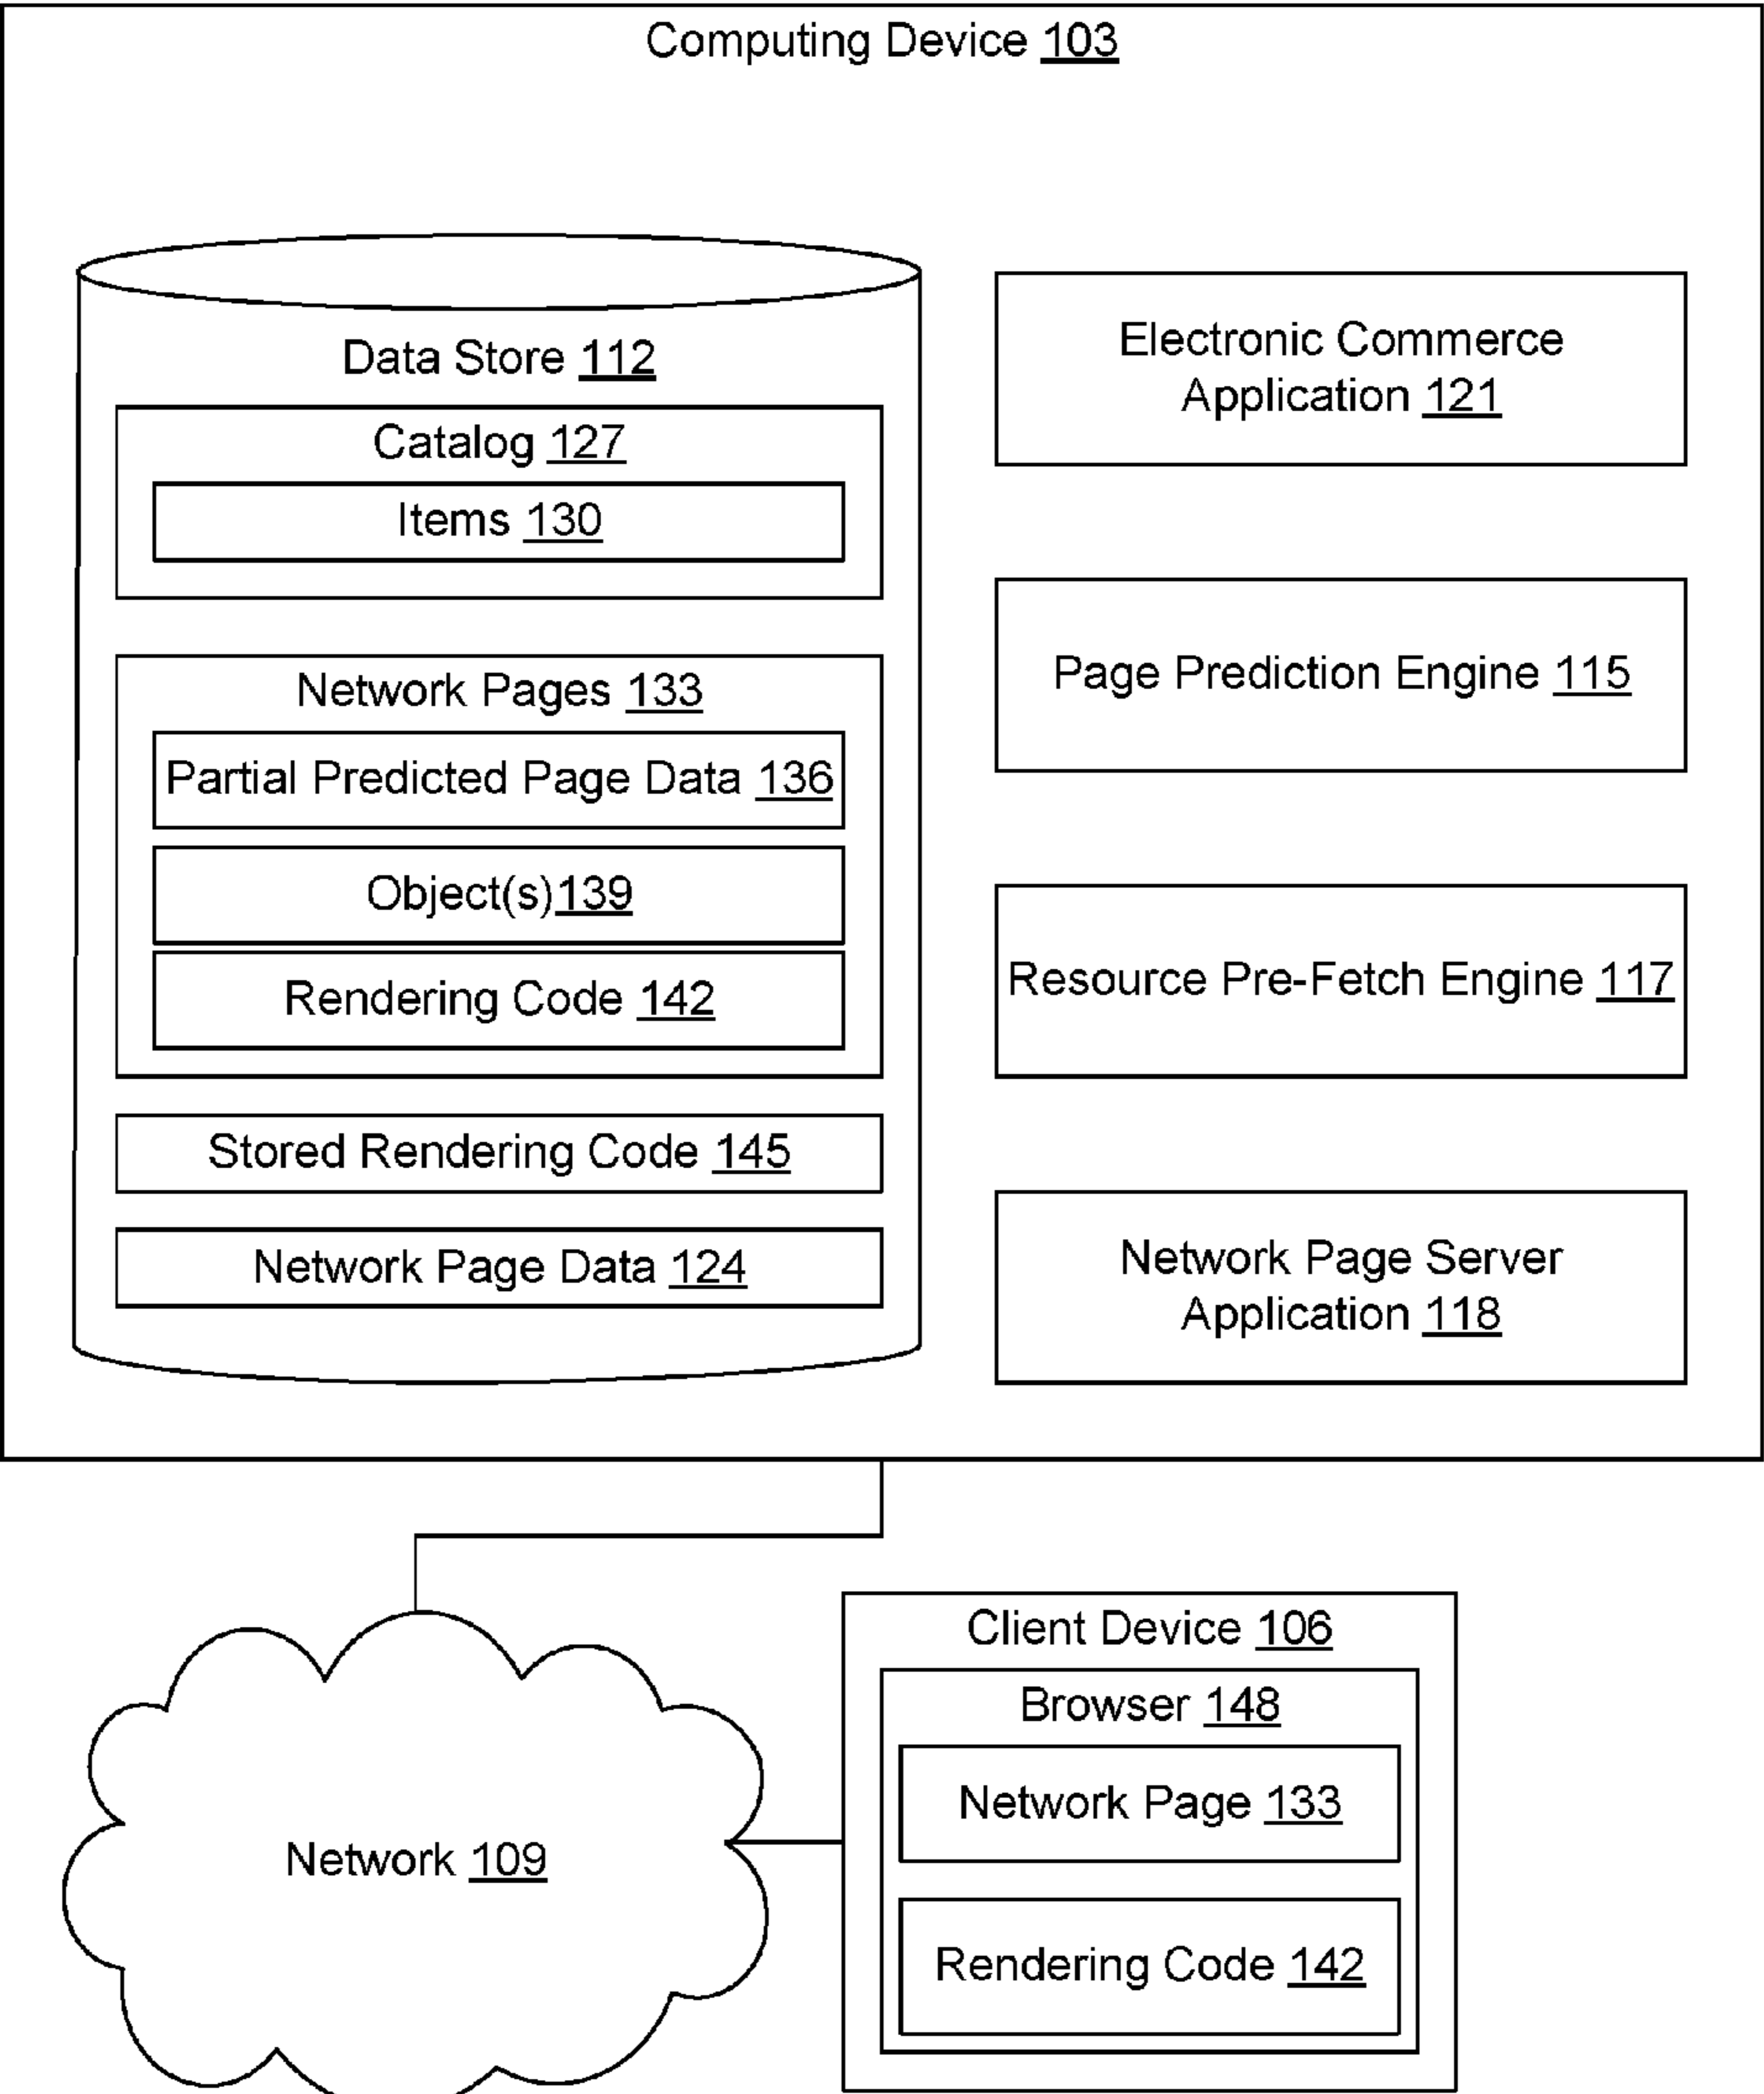 Computing Device 103
Data Store 112
Catalog 127
Items 130
Network Pages 133
Partial Predicted Page Data 136
Object(s)139
Rendering Code 142
Stored Rendering Code 145
Network Page Data 124
Electronic Commerce
Application 121
Page Prediction Engine 115
Resource Pre-Fetch Engine 117
Network Page Server
Application 118
Network 109
Client Device 106
Browser 148
Network Page 133
Rendering Code 142